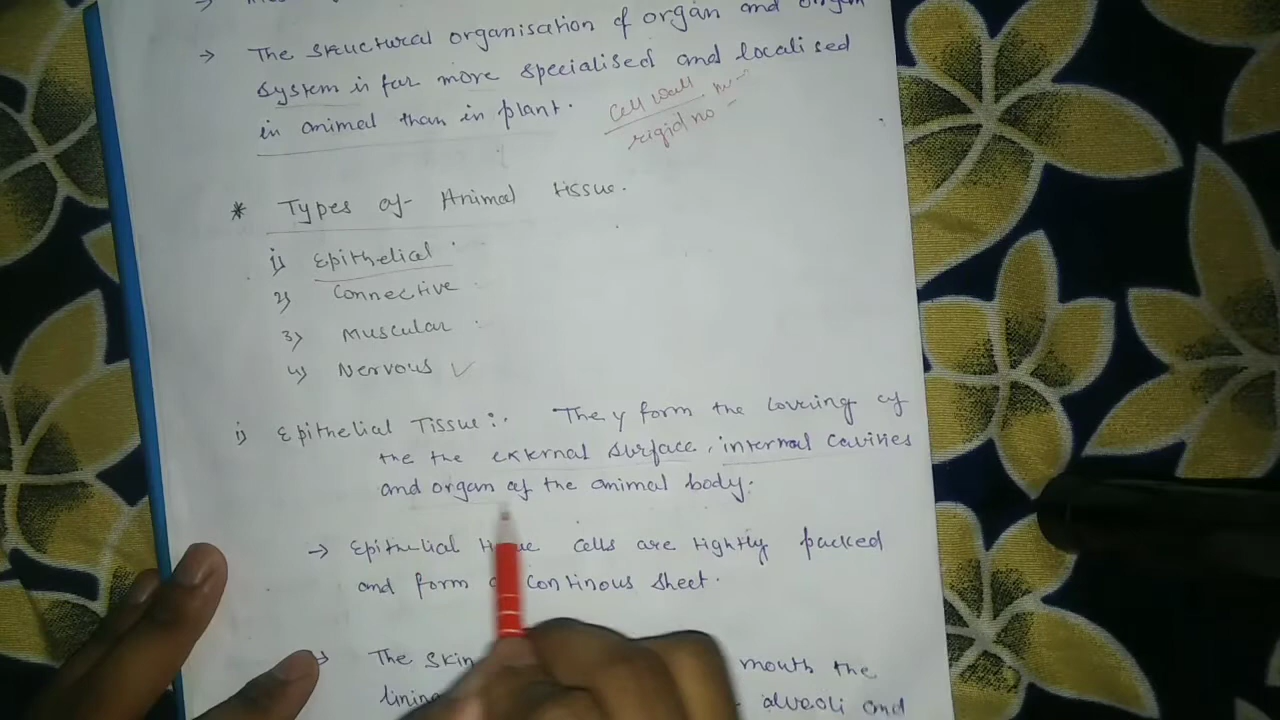 →
→ The structural organisation of organ and organ
system is far more specialised and localised
in animal than in plant.
Cell wall
rigid no
* Types of Animal tissue.
1) Epithelial
2) Connective
3) Muscular
4) Nervous ✓
1) Epithelial Tissue:. They form the covering of
the the external surface, internal cavities
and organ of the animal body.
→ Epithelial cells are tightly packed
and form a continous sheet.
→ The skin mouth the
lining alveoli and